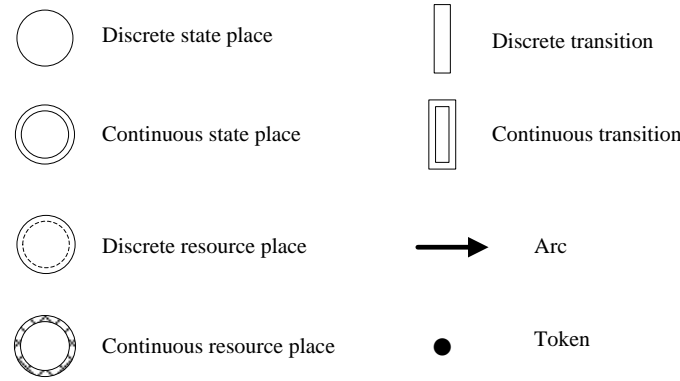 Discrete state place
Discrete transition
Continuous state place
Continuous transition
Discrete resource place
Arc
Continuous resource place
Token